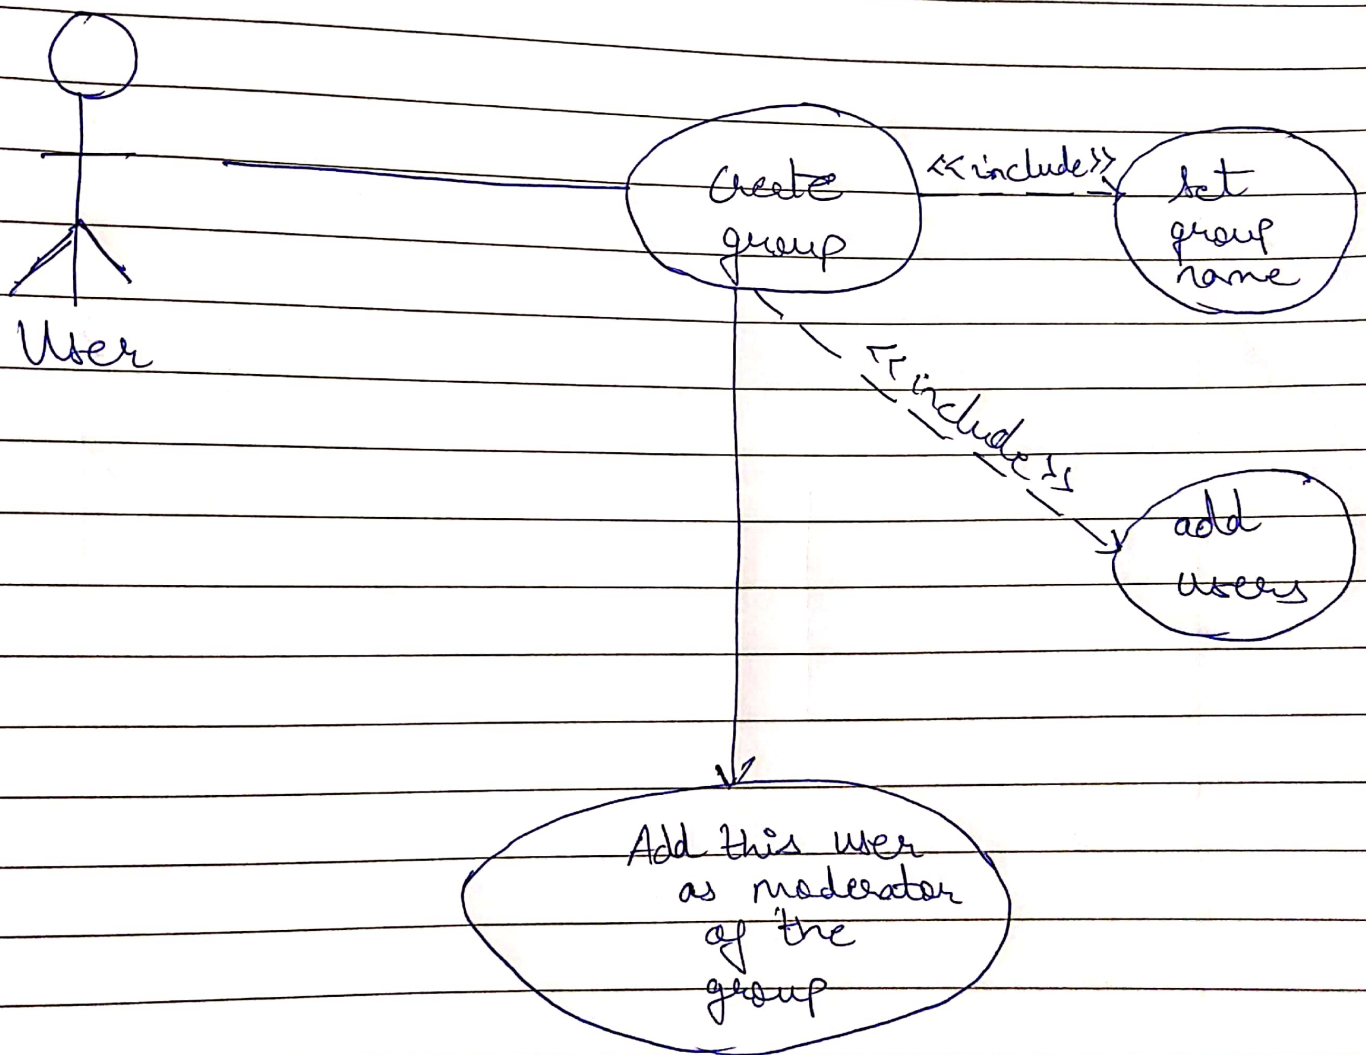 create
group
<<include>>
set
group
name
User
<<include>>
add
users
Add this user
as moderator
of the
group